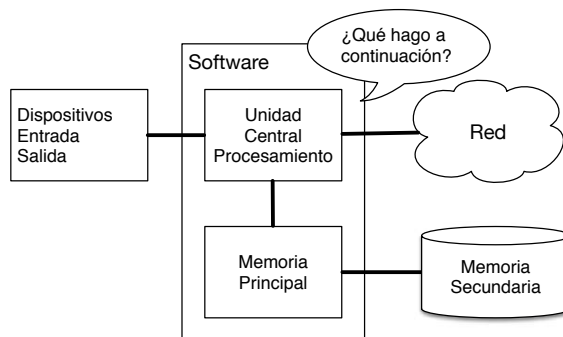 ¿Qué hago a
continuación?
Software
Dispositivos
Entrada
Salida
Unidad
Central
Procesamiento
Red
Memoria
Principal
Memoria
Secundaria